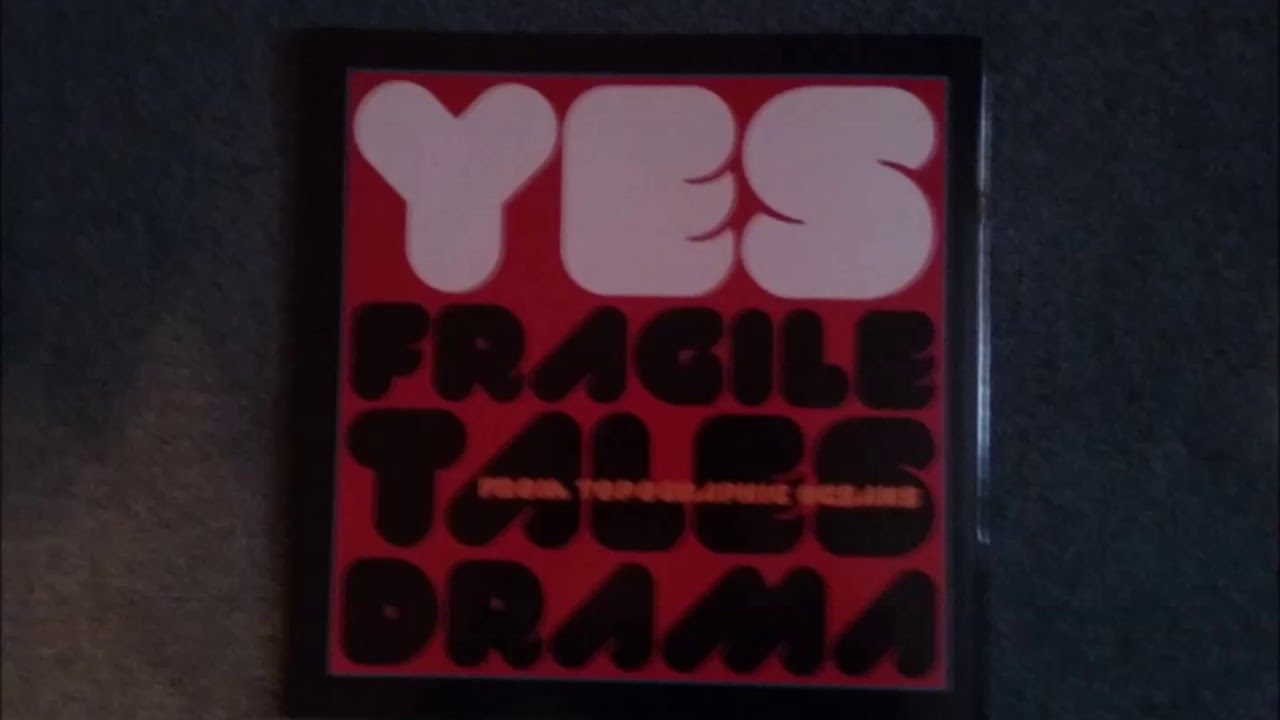 YES
FRAGILE
TALES
FROM TOPOGRAPHIC OCEANS
DRAMA